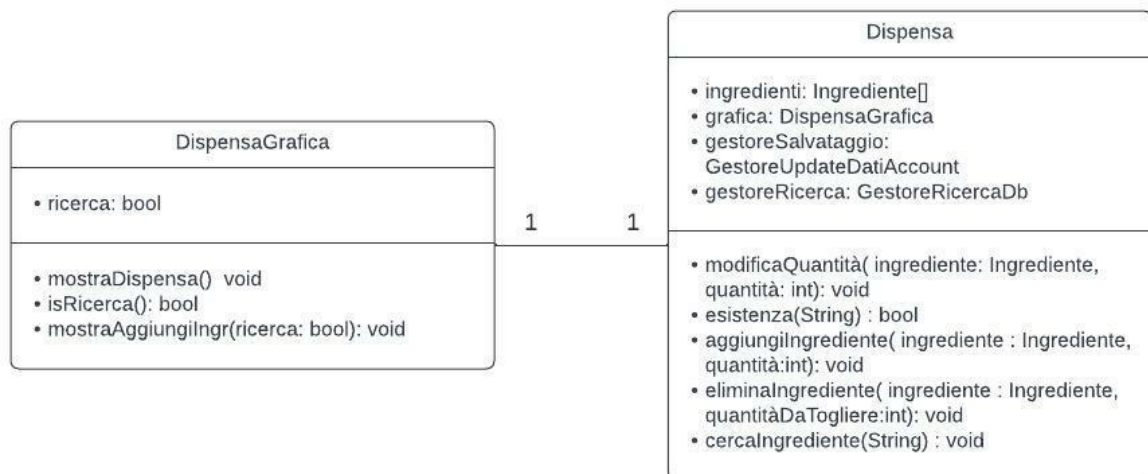 DispensaGrafica
• ricerca: bool
• mostraDispensa()  void
• isRicerca(): bool
• mostraAggiungiIngr(ricerca: bool): void
1
1
Dispensa
• ingredienti: Ingrediente[]
• grafica: DispensaGrafica
• gestoreSalvataggio:
GestoreUpdateDatiAccount
• gestoreRicerca: GestoreRicercaDb
• modificaQuantità( ingrediente: Ingrediente,
quantità: int): void
• esistenza(String) : bool
• aggiungiIngrediente( ingrediente : Ingrediente,
quantità:int): void
• eliminaIngrediente( ingrediente : Ingrediente,
quantitàDaTogliere:int): void
• cercaIngrediente(String) : void